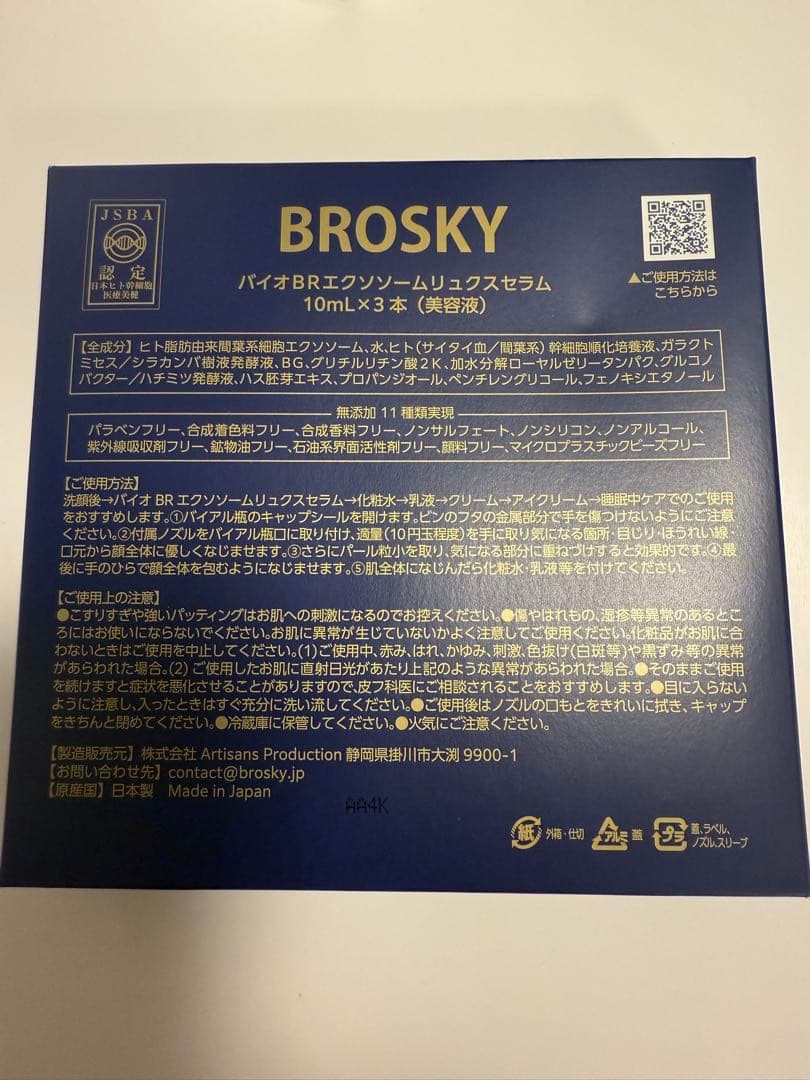 JSBA
認定
日本ヒト幹細胞
医療美健
BROSKY
バイオBRエクソソームリュクスセラム
10mL×3本（美容液）
▲ご使用方法は
こちらから
【全成分】ヒト脂肪由来間葉系細胞エクソソーム、水、ヒト（サイタイ血／間葉系）幹細胞順化培養液、ガラクト
ミセス／シラカンバ樹液発酵液、BG、グリチルリチン酸2K、加水分解ローヤルゼリータンパク、グルコノ
バクター／ハチミツ発酵液、ハス胚芽エキス、プロパンジオール、ペンチレングリコール、フェノキシエタノール
無添加 11種類実現
パラベンフリー、合成着色料フリー、合成香料フリー、ノンサルフェート、ノンシリコン、ノンアルコール、
紫外線吸収剤フリー、鉱物油フリー、石油系界面活性剤フリー、顔料フリー、マイクロプラスチックビーズフリー
【ご使用方法】
洗顔後→バイオ BR エクソソームリュクスセラム→化粧水→乳液→クリーム→アイクリーム→睡眠中ケアでのご使用
をおすすめします。①バイアル瓶のキャップシールを開けます。ビンのフタの金属部分で手を傷つけないようにご注意
ください。②付属ノズルをバイアル瓶口に取り付け、適量（10円玉程度）を手に取り気になる箇所・目じり・ほうれい線・
口元から顔全体に優しくなじませます。③さらにパール粒小を取り、気になる部分に重ねづけすると効果的です。④最
後に手のひらで顔全体を包むようになじませます。⑤肌全体になじんだら化粧水・乳液等を付けてください。
【ご使用上の注意】
●こすりすぎや強いパッティングはお肌への刺激になるのでお控えください。●傷やはれもの、湿疹等異常のあるとこ
ろにはお使いにならないでください。お肌に異常が生じていないかよく注意してご使用ください。化粧品がお肌に合
わないときはご使用を中止してください。(1)ご使用中、赤み、はれ、かゆみ、刺激、色抜け(白斑等)や黒ずみ等の異常
があらわれた場合。(2) ご使用したお肌に直射日光があたり上記のような異常があらわれた場合。●そのままご使用
を続けますと症状を悪化させることがありますので、皮フ科医にご相談されることをおすすめします。●目に入らない
ように注意し、入ったときはすぐ充分に洗い流してください。●ご使用後はノズルの口もとをきれいに拭き、キャップ
をきちんと閉めてください。●冷蔵庫に保管してください。●火気にご注意ください。
【製造販売元】株式会社 Artisans Production 静岡県掛川市大渕 9900-1
【お問い合わせ先】contact@brosky.jp
【原産国】日本製 Made in Japan
AA4K
紙 外箱・仕切 アルミ 蓋 プラ 蓋、ラベル、
ノズル、スリーブ